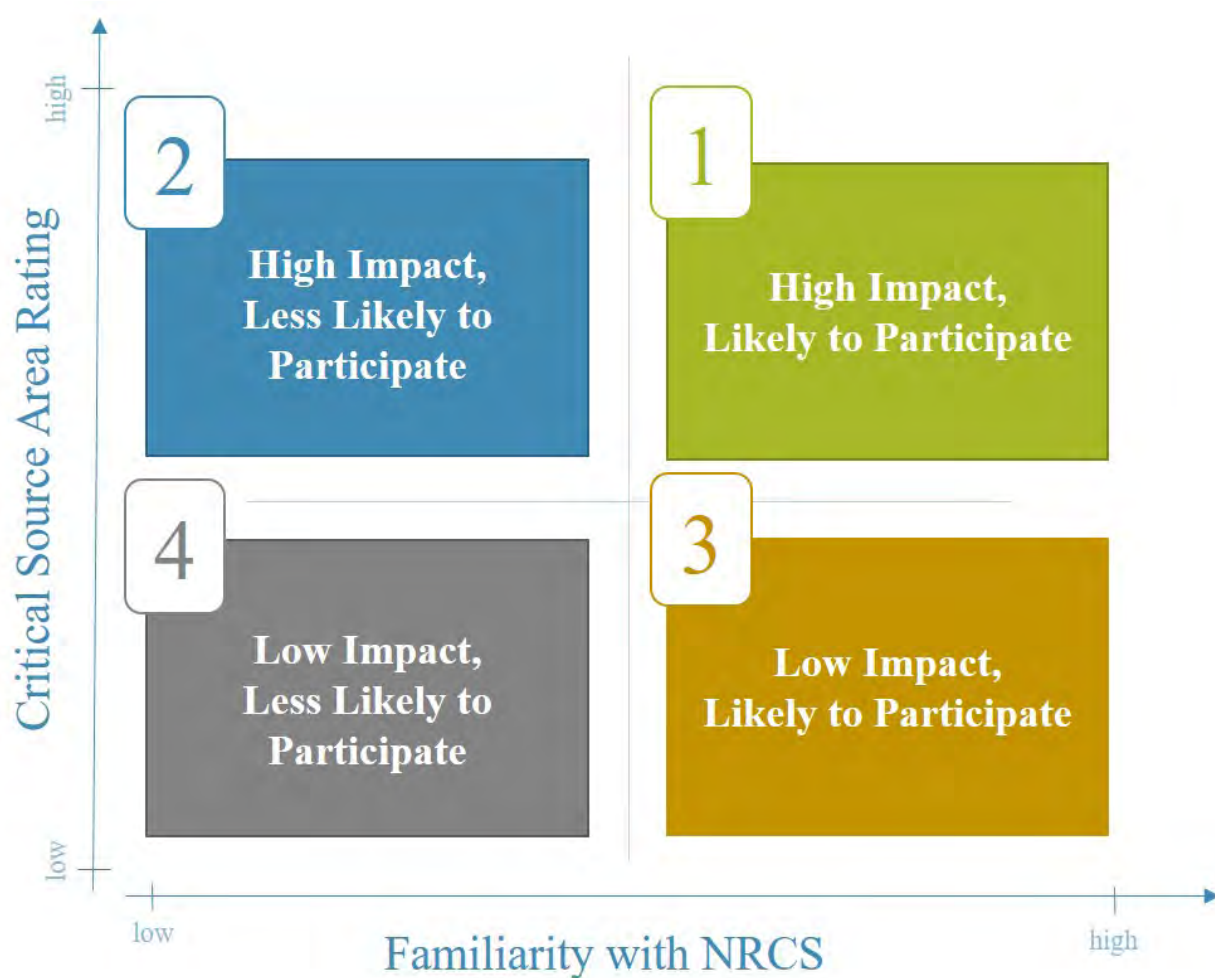 high
2
High Impact,
Less Likely to
Participate
1
High Impact,
Likely to Participate
Critical Source Area Rating
4
Low Impact,
Less Likely to
Participate
3
Low Impact,
Likely to Participate
low
low
Familiarity with NRCS
high